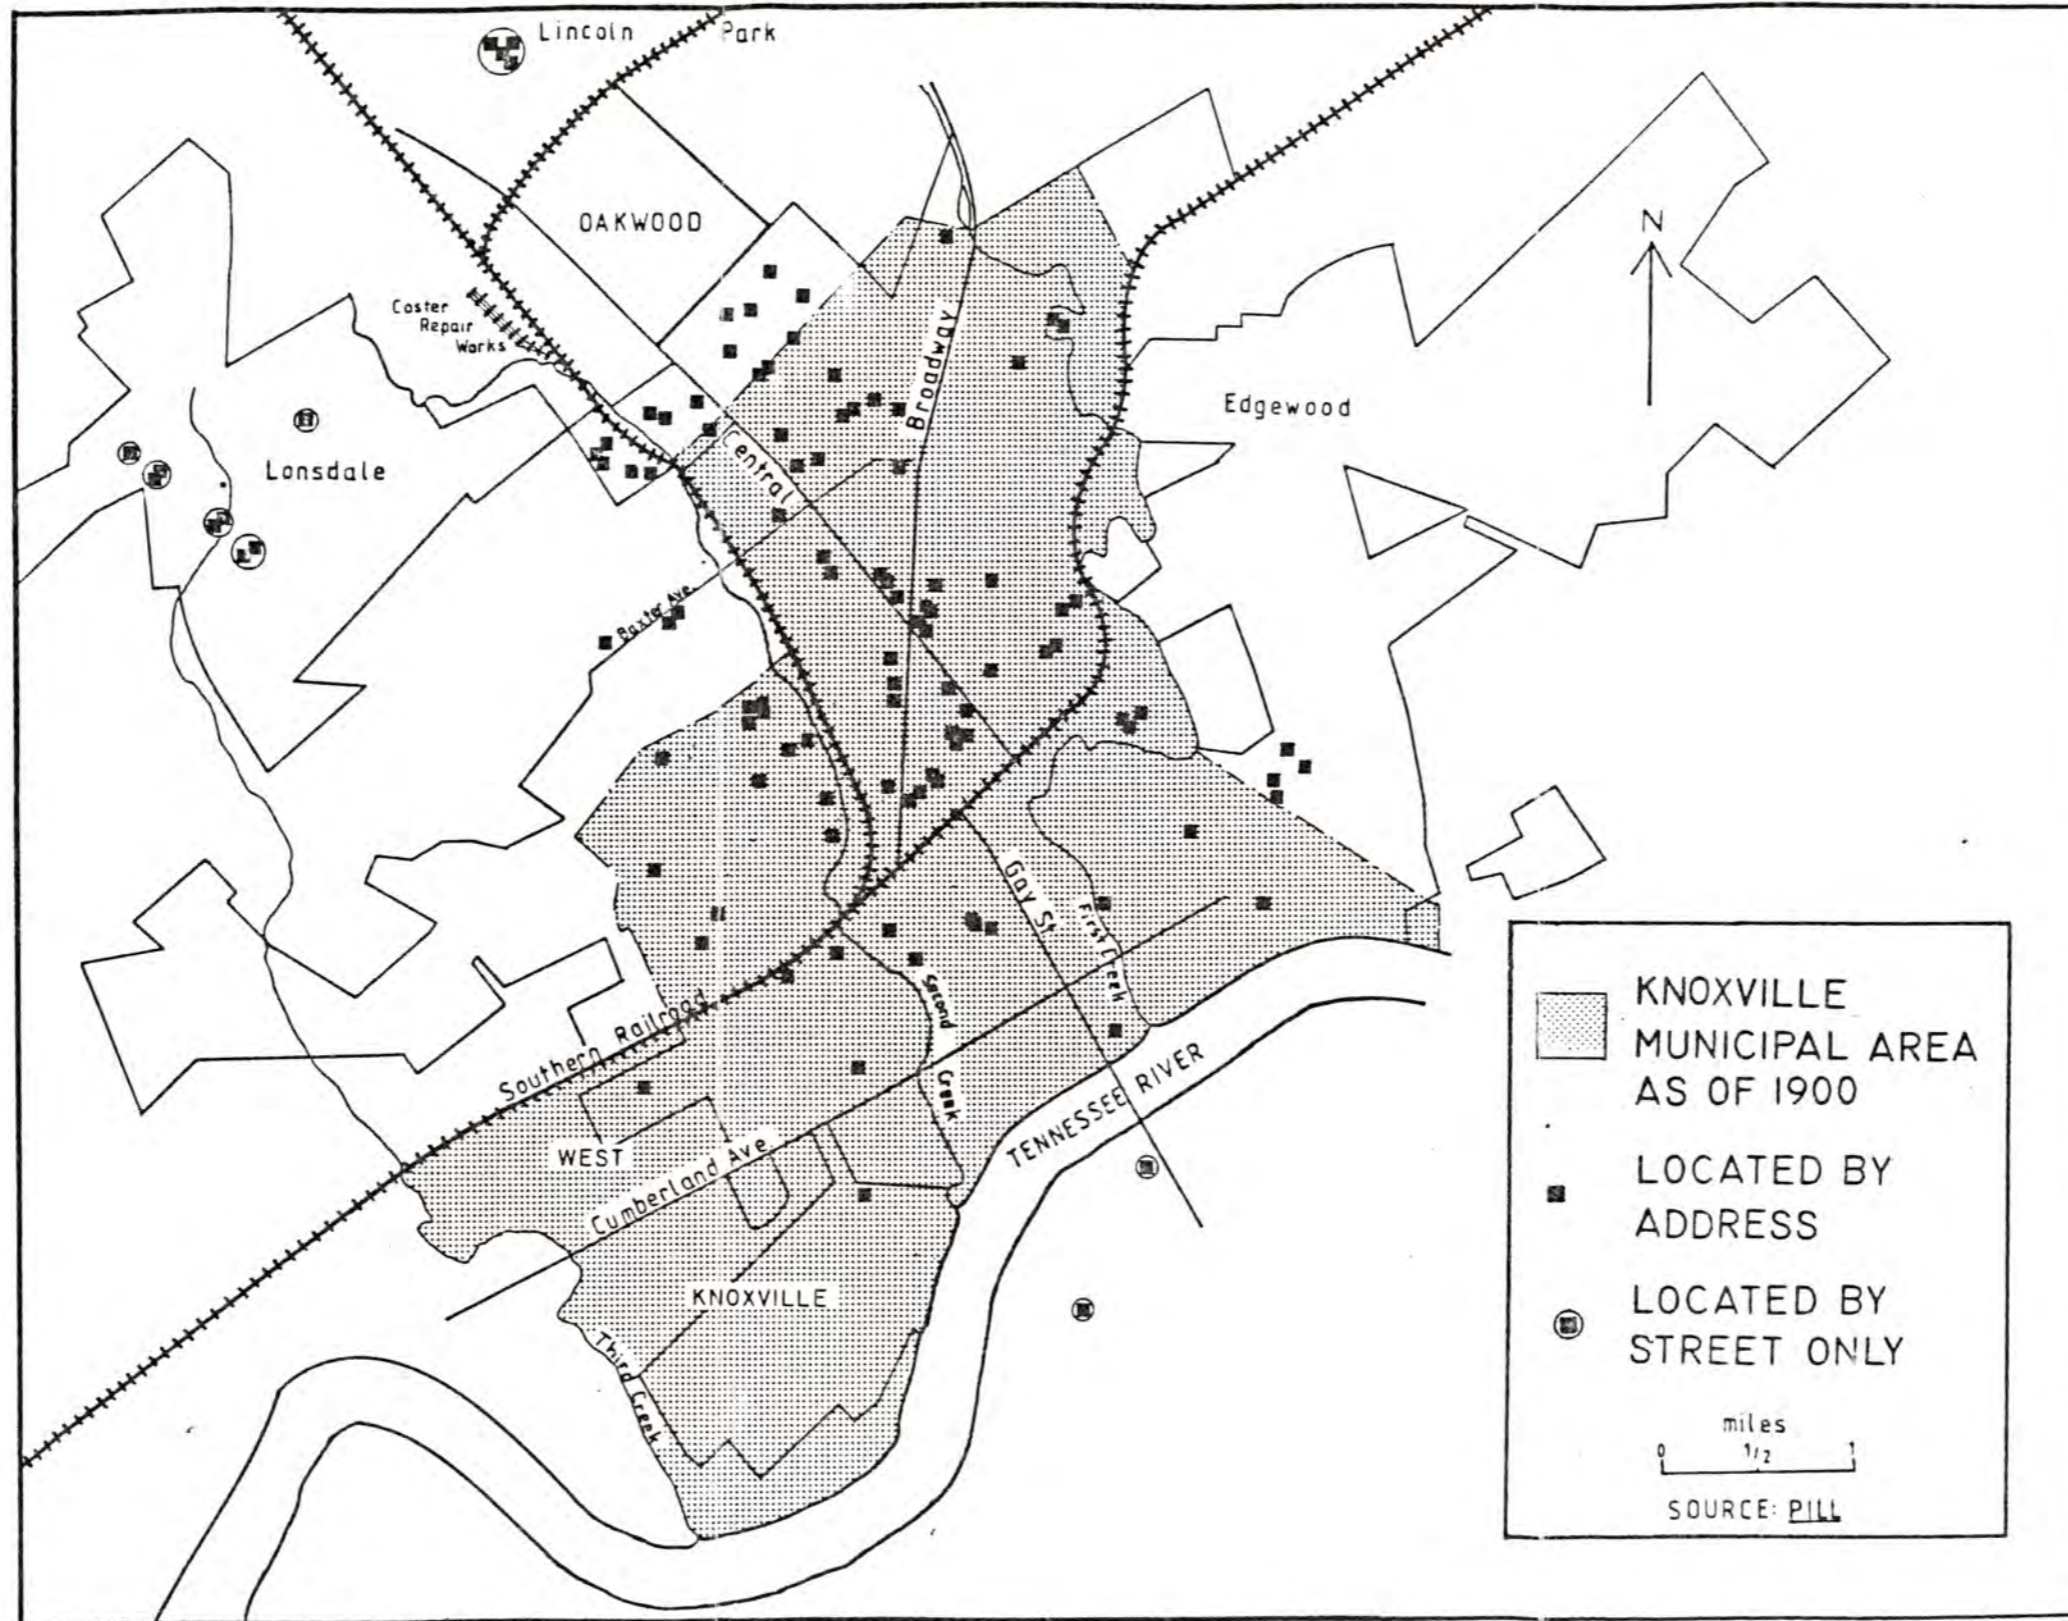 Lincoln Park
OAKWOOD
Coster
Repair
Works
Broadway
N
Edgewood
Central
Lonsdale
Baxter Ave.
Gay St.
First Creek
Second
Creek
Southern Railroad
WEST
Cumberland Ave.
TENNESSEE RIVER
KNOXVILLE
Third Creek
KNOXVILLE
MUNICIPAL AREA
AS OF 1900
LOCATED BY
ADDRESS
LOCATED BY
STREET ONLY
miles
0 1/2 1
SOURCE: PILL